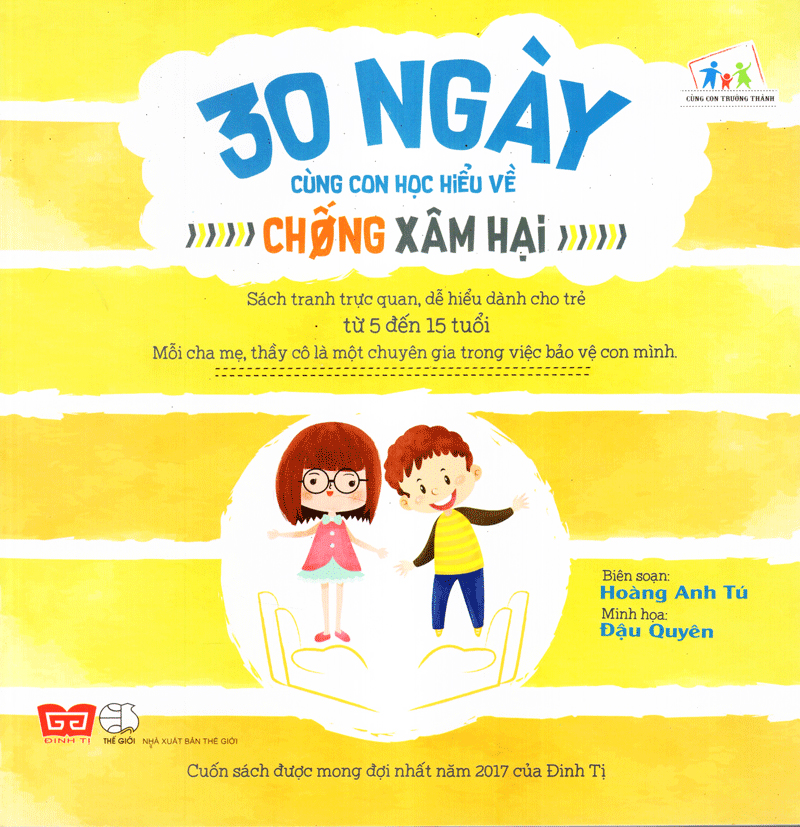 30 NGÀY
CÙNG CON TRƯỞNG THÀNH
CÙNG CON HỌC HIỂU VỀ
CHỐNG XÂM HẠI
Sách tranh trực quan, dễ hiểu dành cho trẻ
từ 5 đến 15 tuổi
Mỗi cha mẹ, thầy cô là một chuyên gia trong việc bảo vệ con mình.
Biên soạn:
Hoàng Anh Tú
Minh họa:
Đậu Quyên
ĐINH TỊ
THẾ GIỚI
NHÀ XUẤT BẢN THẾ GIỚI
Cuốn sách được mong đợi nhất năm 2017 của Đinh Tị